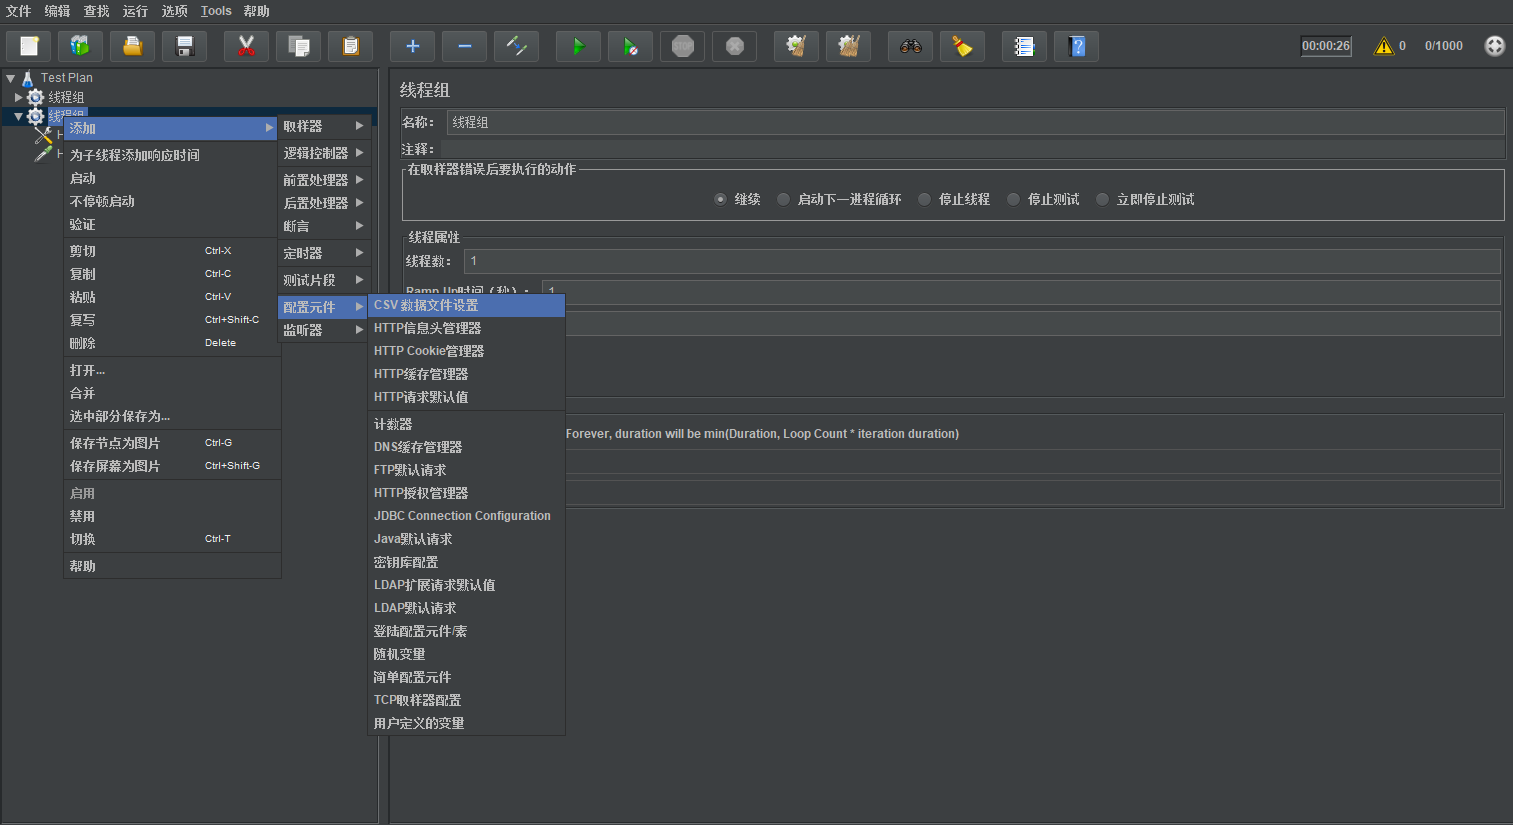 文件 编辑 查找 运行 选项 Tools 帮助
STOP
00:00:26 0 0/1000
Test Plan
线程组
线程组
H
H
添加
为子线程添加响应时间
启动
不停顿启动
验证
剪切 Ctrl-X
复制 Ctrl-C
粘贴 Ctrl-V
复写 Ctrl+Shift-C
删除 Delete
打开...
合并
选中部分保存为...
保存节点为图片 Ctrl-G
保存屏幕为图片 Ctrl+Shift-G
启用
禁用
切换 Ctrl-T
帮助
取样器
逻辑控制器
前置处理器
后置处理器
断言
定时器
测试片段
配置元件
监听器
CSV 数据文件设置
HTTP信息头管理器
HTTP Cookie管理器
HTTP缓存管理器
HTTP请求默认值
计数器
DNS缓存管理器
FTP默认请求
HTTP授权管理器
JDBC Connection Configuration
Java默认请求
密钥库配置
LDAP扩展请求默认值
LDAP默认请求
登陆配置元件/素
随机变量
简单配置元件
TCP取样器配置
用户定义的变量
线程组
名称： 线程组
注释：
在取样器错误后要执行的动作
继续 启动下一进程循环 停止线程 停止测试 立即停止测试
线程属性
线程数： 1
Ramp-Up时间（秒）： 1
Forever, duration will be min(Duration, Loop Count * iteration duration)